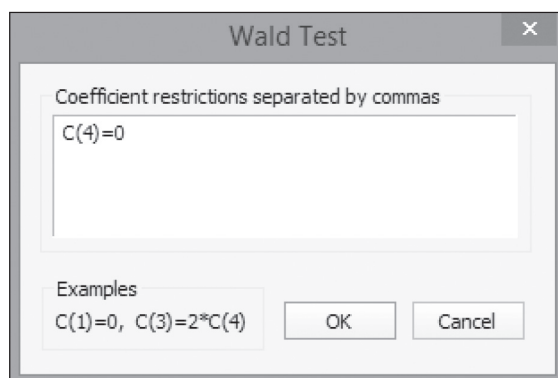 Wald Test
×
Coefficient restrictions separated by commas
C(4)=0
Examples
C(1)=0, C(3)=2*C(4)
OK
Cancel